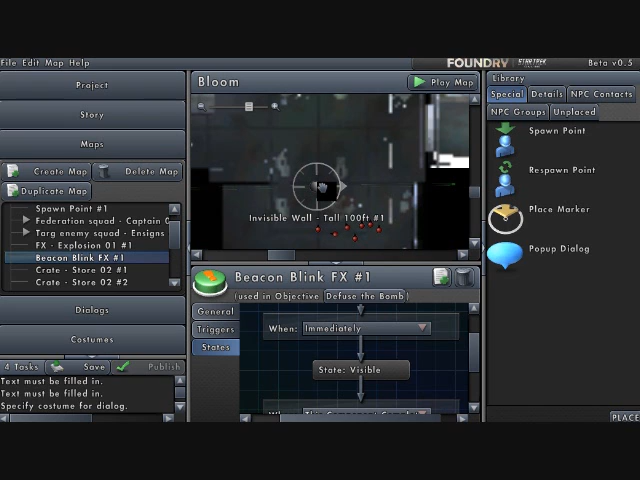 File Edit Map Help
FOUNDRY STAR TREK
Beta v0.5
Project
Story
Maps
Create Map
Delete Map
Duplicate Map
Spawn Point #1
Federation squad - Captain 0
Targ enemy squad - Ensigns
FX - Explosion 01 #1
Beacon Blink FX #1
Crate - Store 02 #1
Crate - Store 02 #2
Dialogs
Costumes
4 Tasks
Save
Publish
Text must be filled in.
Text must be filled in.
Specify costume for dialog.
Bloom
Play Map
Invisible Wall - Tall 100ft #1
Beacon Blink FX #1
(used in Objective Defuse the Bomb)
General
Triggers
States
When: Immediately
State: Visible
Library
Special Details NPC Contacts
NPC Groups Unplaced
Spawn Point
Respawn Point
Place Marker
Popup Dialog
PLACE